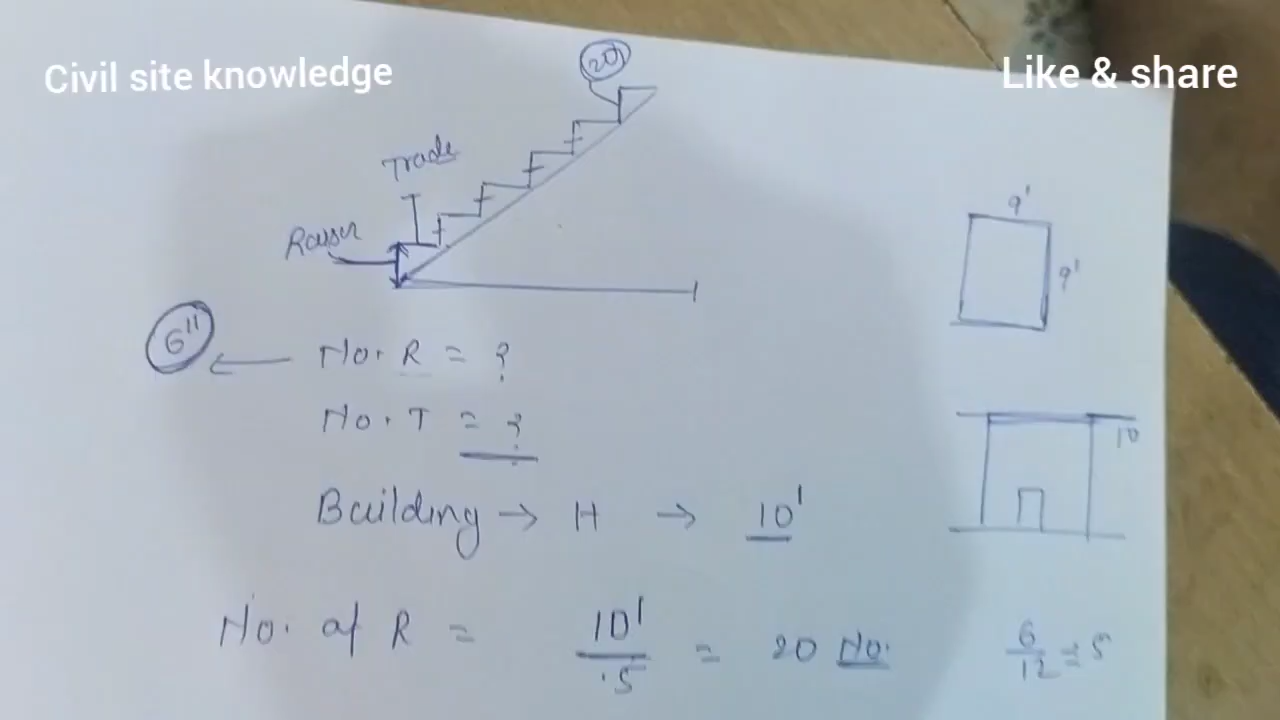 Civil site knowledge
Like & share
20
Trade
Raiser
9'
9'
6"
No. R = ?
No. T = ?
10
Building → H → 10'
No. of R = 10' / .5 = 20 No.
6/12 = 5